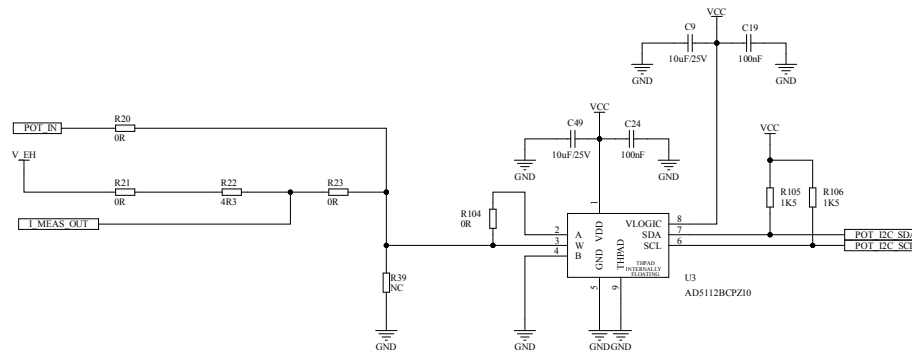 VCC
C9
C19
10uF/25V
100nF
GND
GND
POT_IN
R20
0R
VCC
C49
C24
10uF/25V
100nF
GND
GND
VCC
V_EH
R21
0R
R22
4R3
R23
0R
R105
1K5
R106
1K5
I_MEAS_OUT
R104
0R
1
2
3
4
A
W
B
VDD
GND
THPAD
VLOGIC
SDA
SCL
THPAD
INTERNALLY
FLOATING
8
7
6
POT_I2C_SDA
POT_I2C_SCL
5
9
U3
AD5112BCPZ10
R39
NC
GND
GND
GND
GND